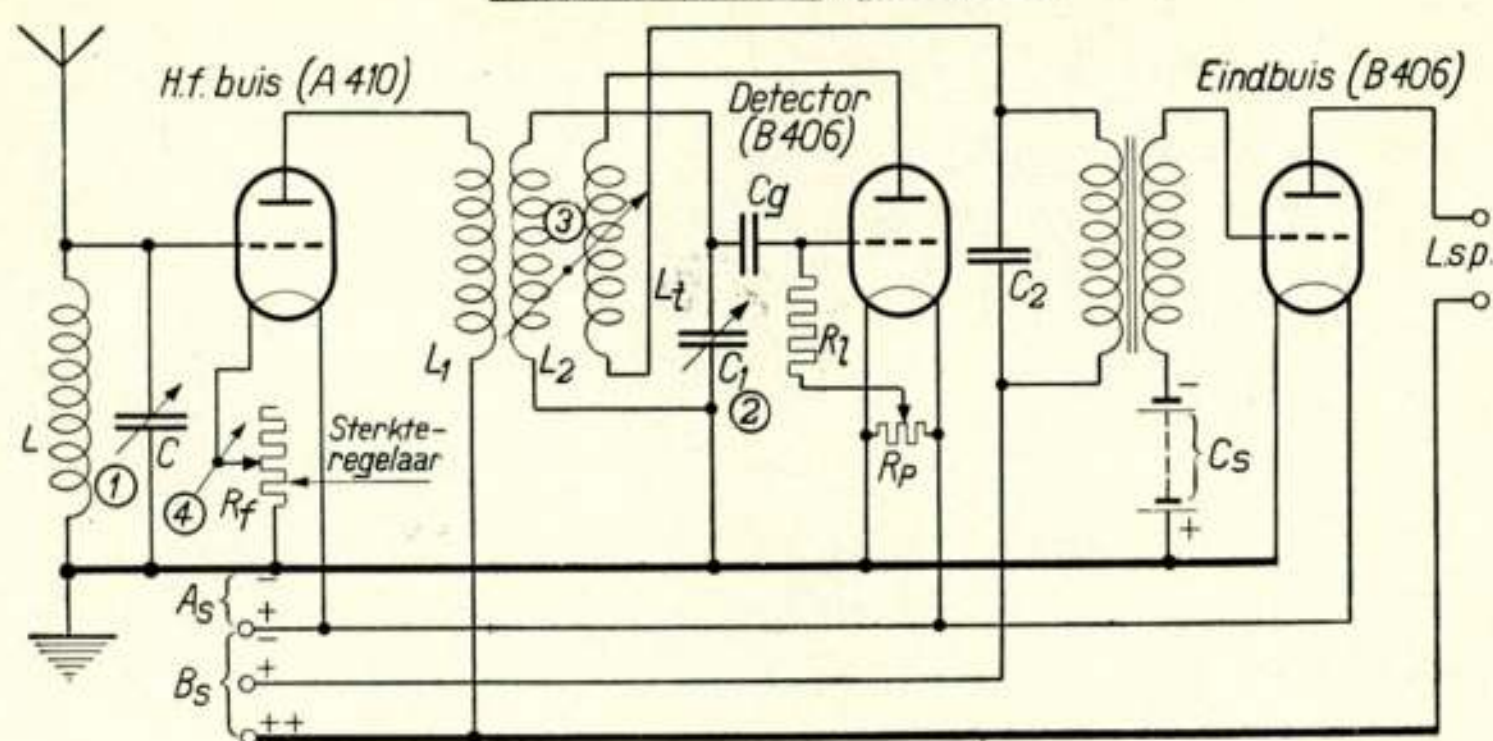 H.f. buis (A 410)
Detector
(B 406)
Eindbuis (B 406)
③
Cg
L.sp.
Lt
C2
L1
L2
C1
②
Rl
L
①
C
④
Rf
Sterkte-
regelaar
Rp
-
Cs
+
As
-
+
Bs
-
+
++